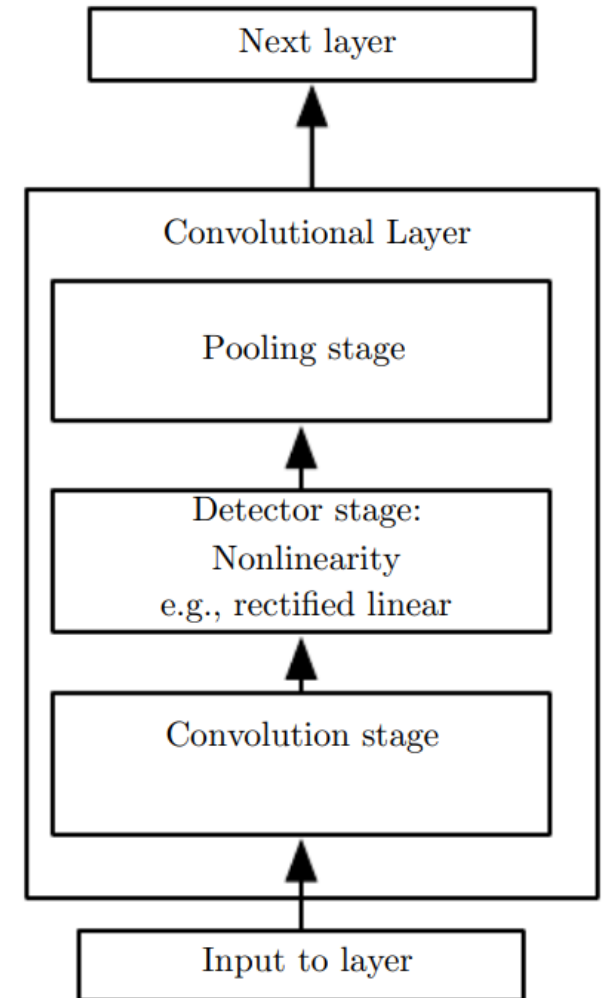 Next layer
Convolutional Layer
Pooling stage
Detector stage:
Nonlinearity
e.g., rectified linear
Convolution stage
Input to layer